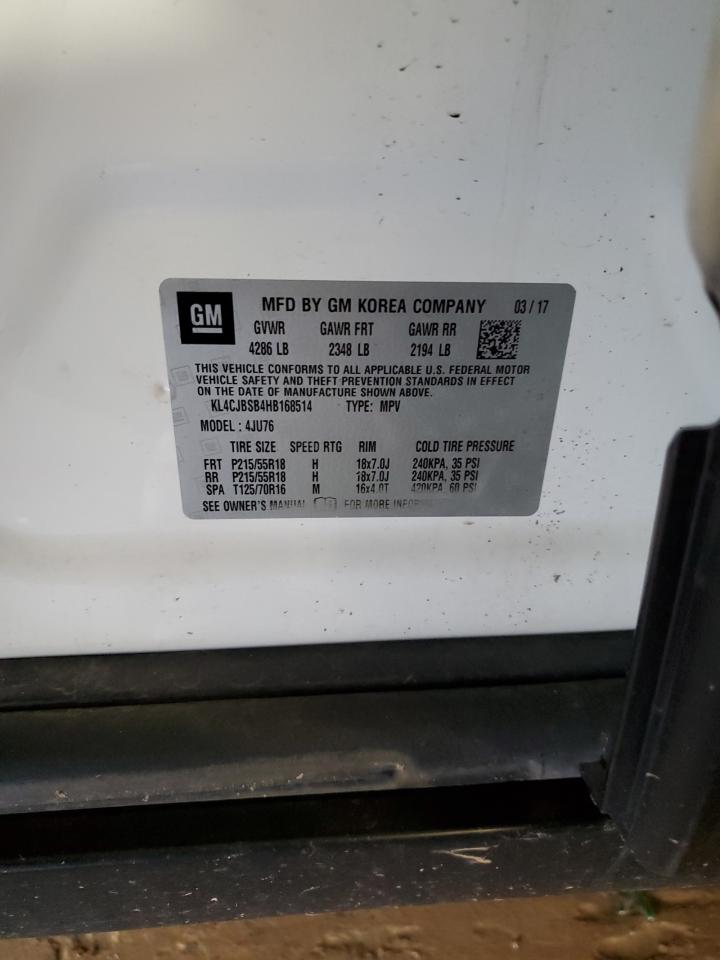 GM MFD BY GM KOREA COMPANY 03 / 17
GVWR GAWR FRT GAWR RR
4286 LB 2348 LB 2194 LB
THIS VEHICLE CONFORMS TO ALL APPLICABLE U.S. FEDERAL MOTOR
VEHICLE SAFETY AND THEFT PREVENTION STANDARDS IN EFFECT
ON THE DATE OF MANUFACTURE SHOWN ABOVE.
KL4CJBSB4HB168514 TYPE: MPV
MODEL : 4JU76
TIRE SIZE SPEED RTG RIM COLD TIRE PRESSURE
FRT P215/55R18 H 18x7.0J 240KPA, 35 PSI
RR P215/55R18 H 18x7.0J 240KPA, 35 PSI
SPA T125/70R16 M 16x4.0T 420KPA, 60 PSI
SEE OWNER'S MANUAL FOR MORE